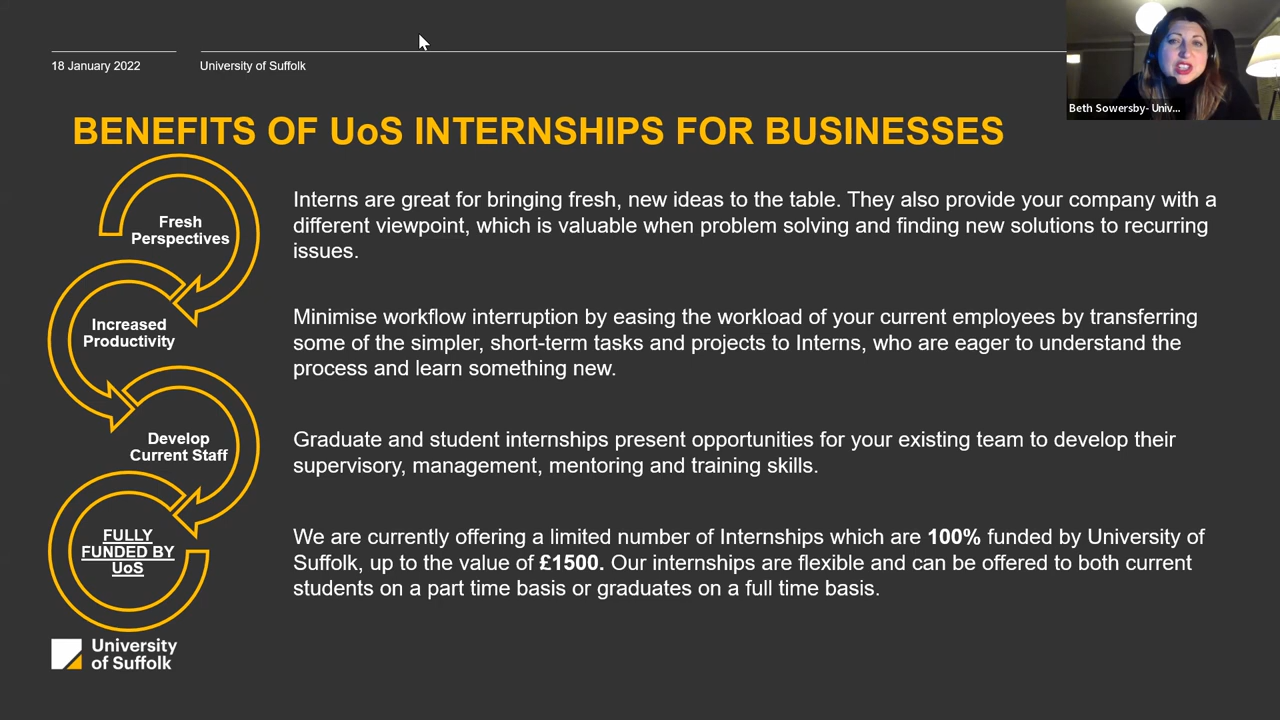 18 January 2022
University of Suffolk
Beth Sowersby- Univ...
BENEFITS OF UoS INTERNSHIPS FOR BUSINESSES
Fresh
Perspectives
Interns are great for bringing fresh, new ideas to the table. They also provide your company with a
different viewpoint, which is valuable when problem solving and finding new solutions to recurring
issues.
Increased
Productivity
Minimise workflow interruption by easing the workload of your current employees by transferring
some of the simpler, short-term tasks and projects to Interns, who are eager to understand the
process and learn something new.
Develop
Current Staff
Graduate and student internships present opportunities for your existing team to develop their
supervisory, management, mentoring and training skills.
FULLY
FUNDED BY
UoS
We are currently offering a limited number of Internships which are 100% funded by University of
Suffolk, up to the value of £1500. Our internships are flexible and can be offered to both current
students on a part time basis or graduates on a full time basis.
University
of Suffolk